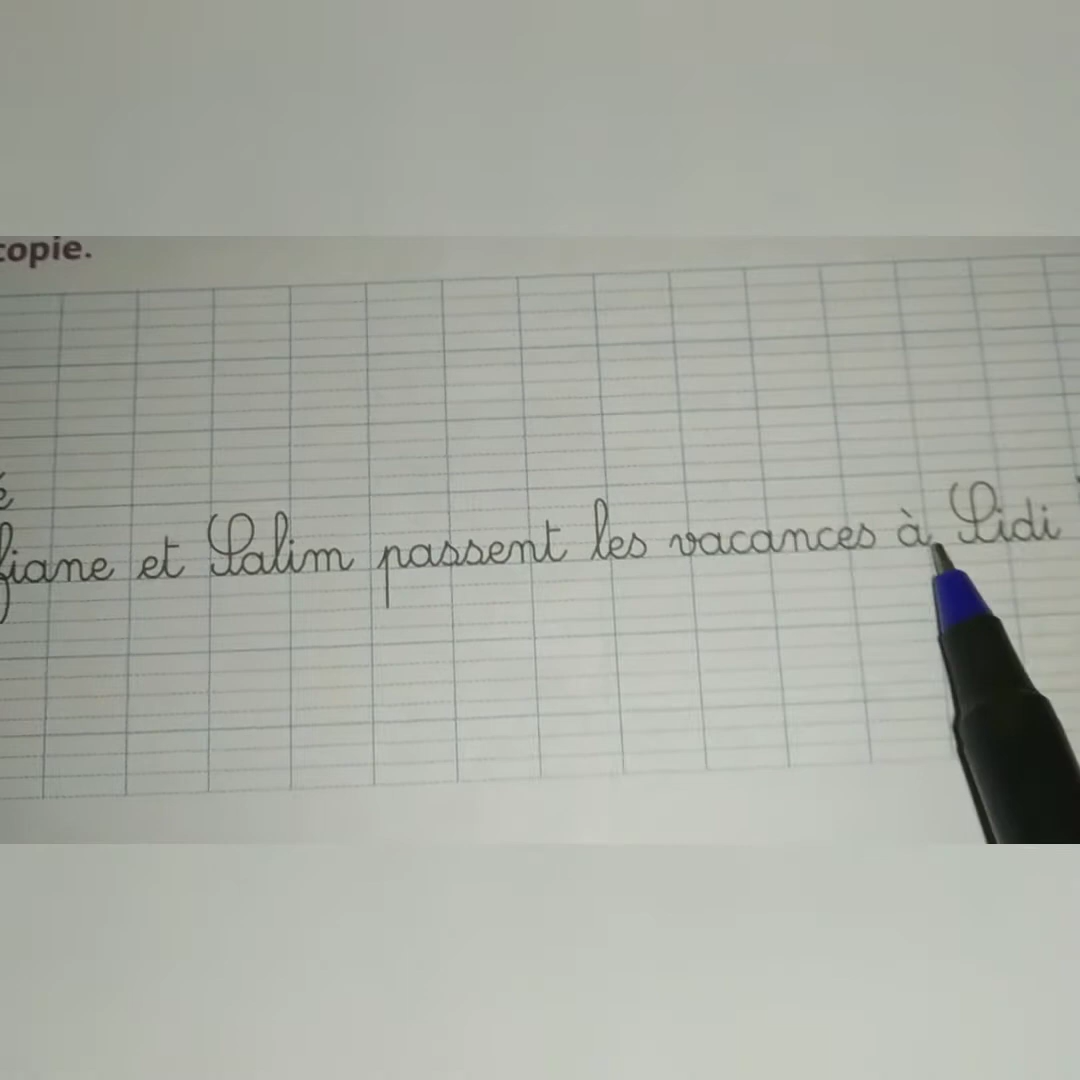 copie.
fiane et Salim passent les vacances à Sidi